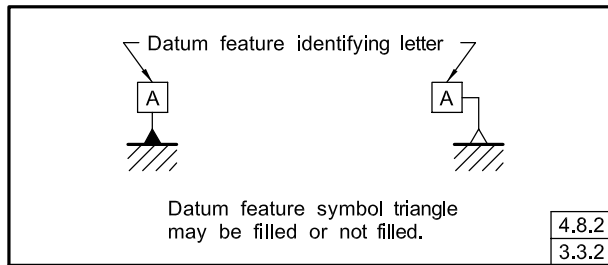 Datum feature identifying letter
A
A
Datum feature symbol triangle
may be filled or not filled.
4.8.2
3.3.2